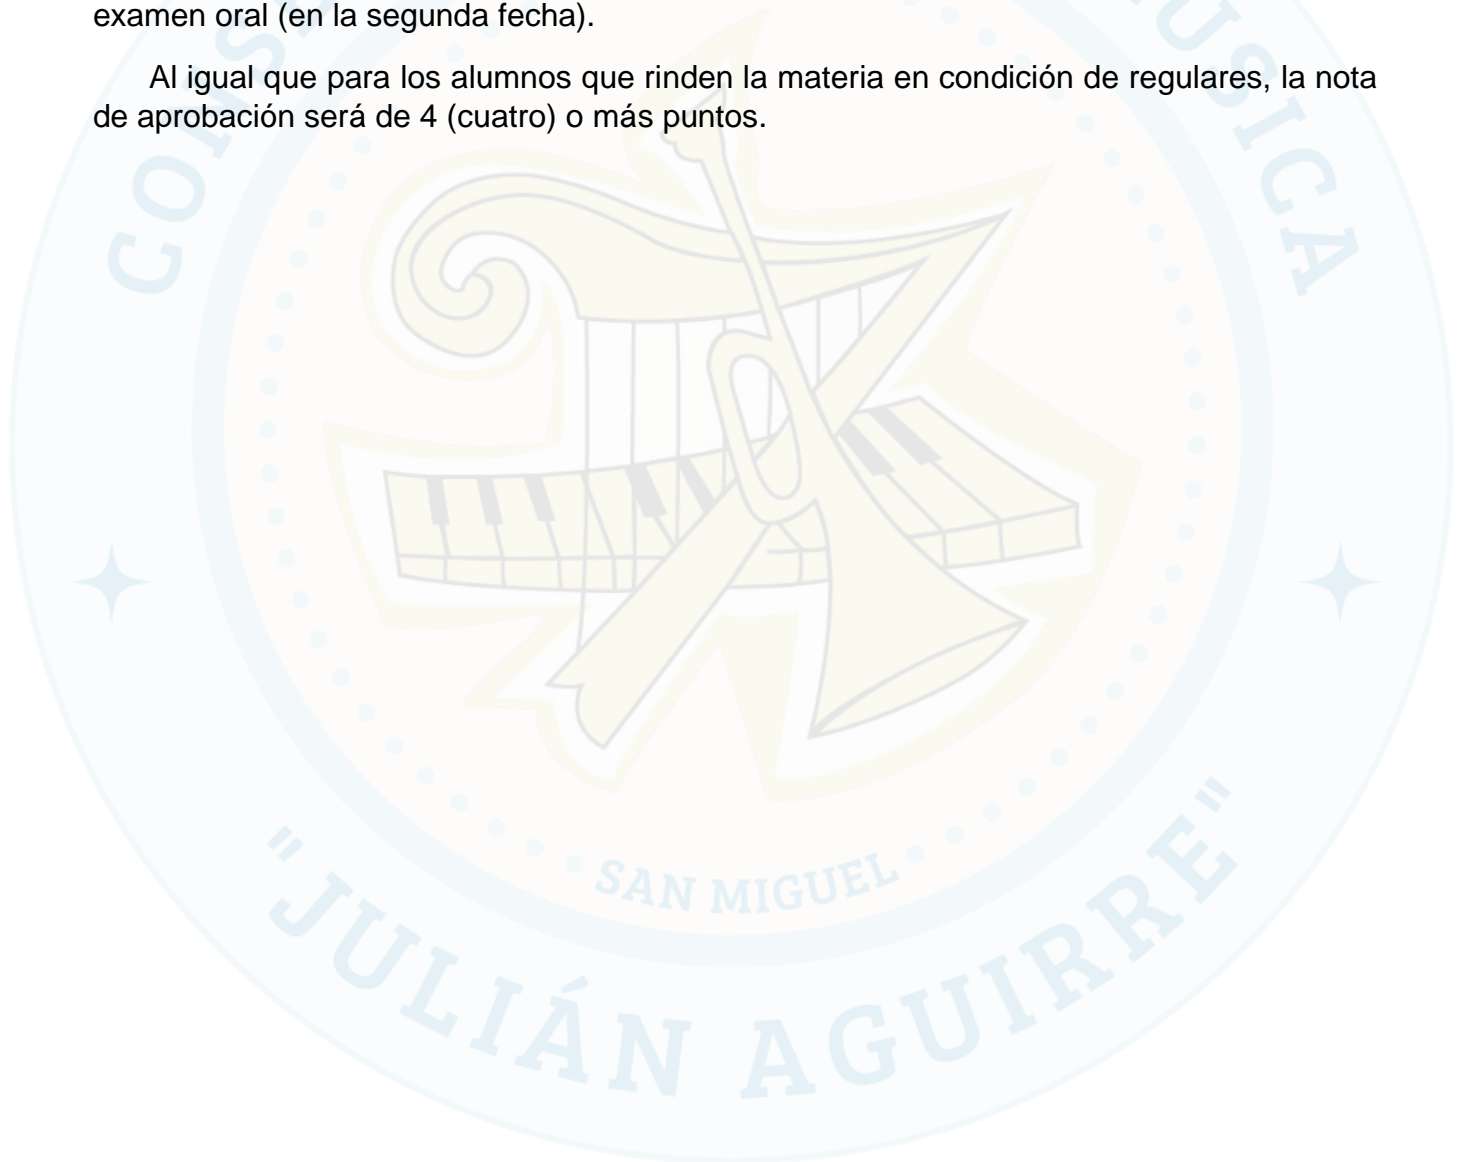 examen oral (en la segunda fecha).
Al igual que para los alumnos que rinden la materia en condición de regulares, la nota
de aprobación será de 4 (cuatro) o más puntos.
SAN MIGUEL
"JULIÁN AGUIRRE"